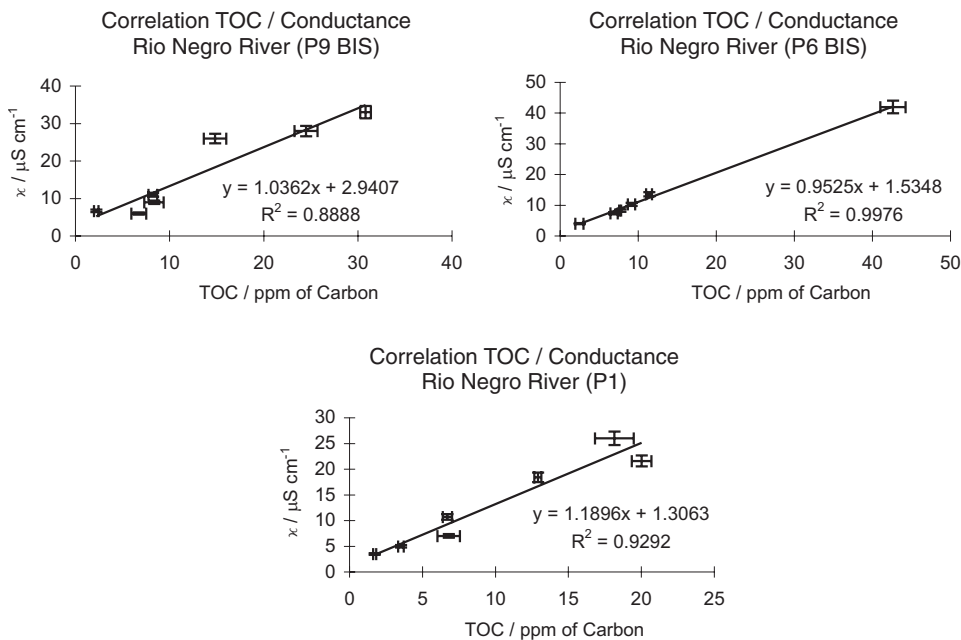 Correlation TOC / Conductance
Rio Negro River (P9 BIS)
40
30
20
10
0
ϰ / μS cm⁻¹
y = 1.0362x + 2.9407
R² = 0.8888
0 10 20 30 40
TOC / ppm of Carbon
Correlation TOC / Conductance
Rio Negro River (P6 BIS)
50
40
30
20
10
0
ϰ / μS cm⁻¹
y = 0.9525x + 1.5348
R² = 0.9976
0 10 20 30 40 50
TOC / ppm of Carbon
Correlation TOC / Conductance
Rio Negro River (P1)
30
25
20
15
10
5
0
ϰ / μS cm⁻¹
y = 1.1896x + 1.3063
R² = 0.9292
0 5 10 15 20 25
TOC / ppm of Carbon